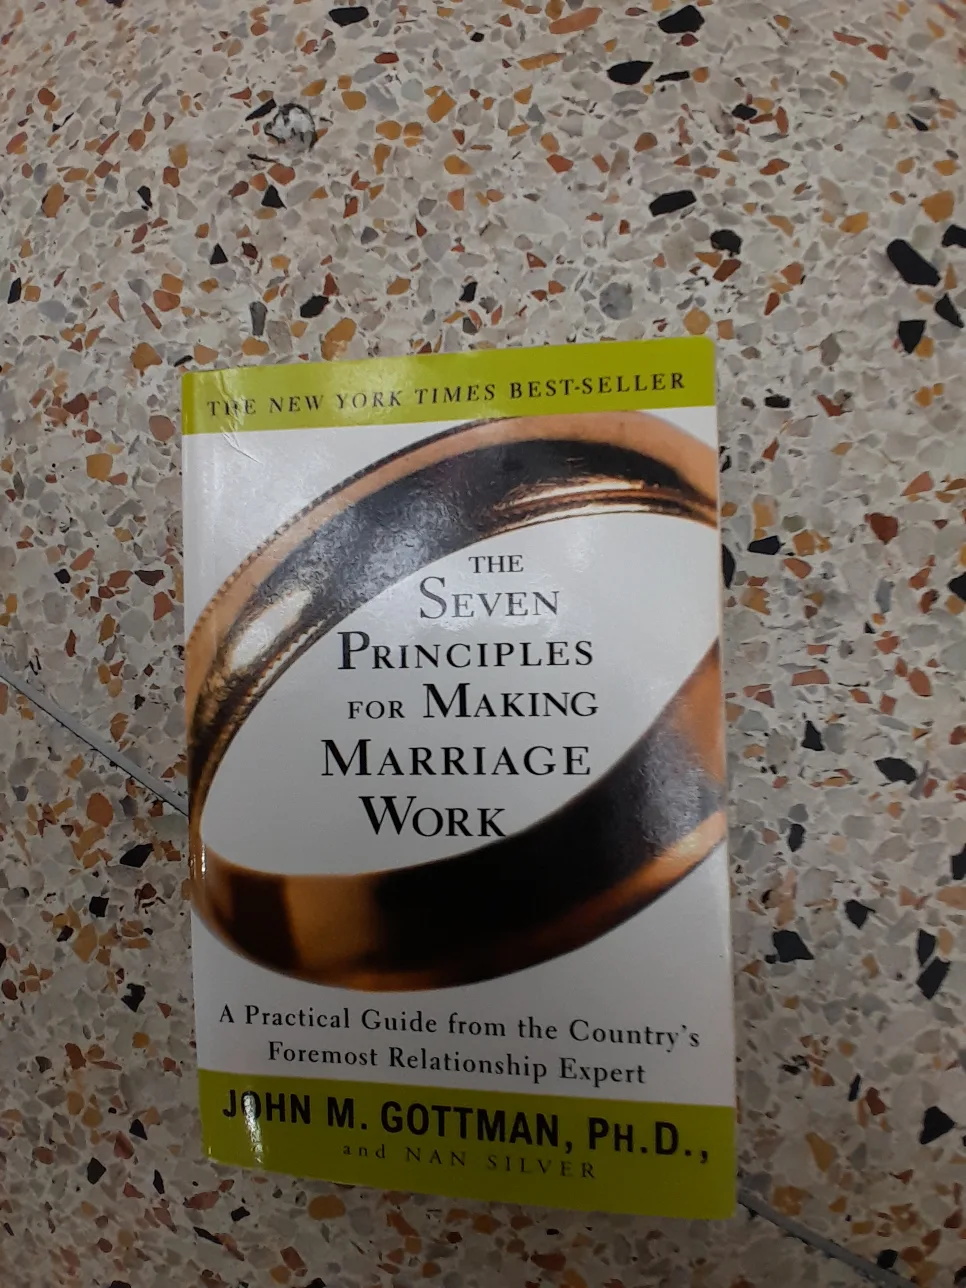 THE NEW YORK TIMES BEST-SELLER
THE
SEVEN
PRINCIPLES
FOR MAKING
MARRIAGE
WORK
A Practical Guide from the Country's
Foremost Relationship Expert
JOHN M. GOTTMAN, PH.D.,
and NAN SILVER